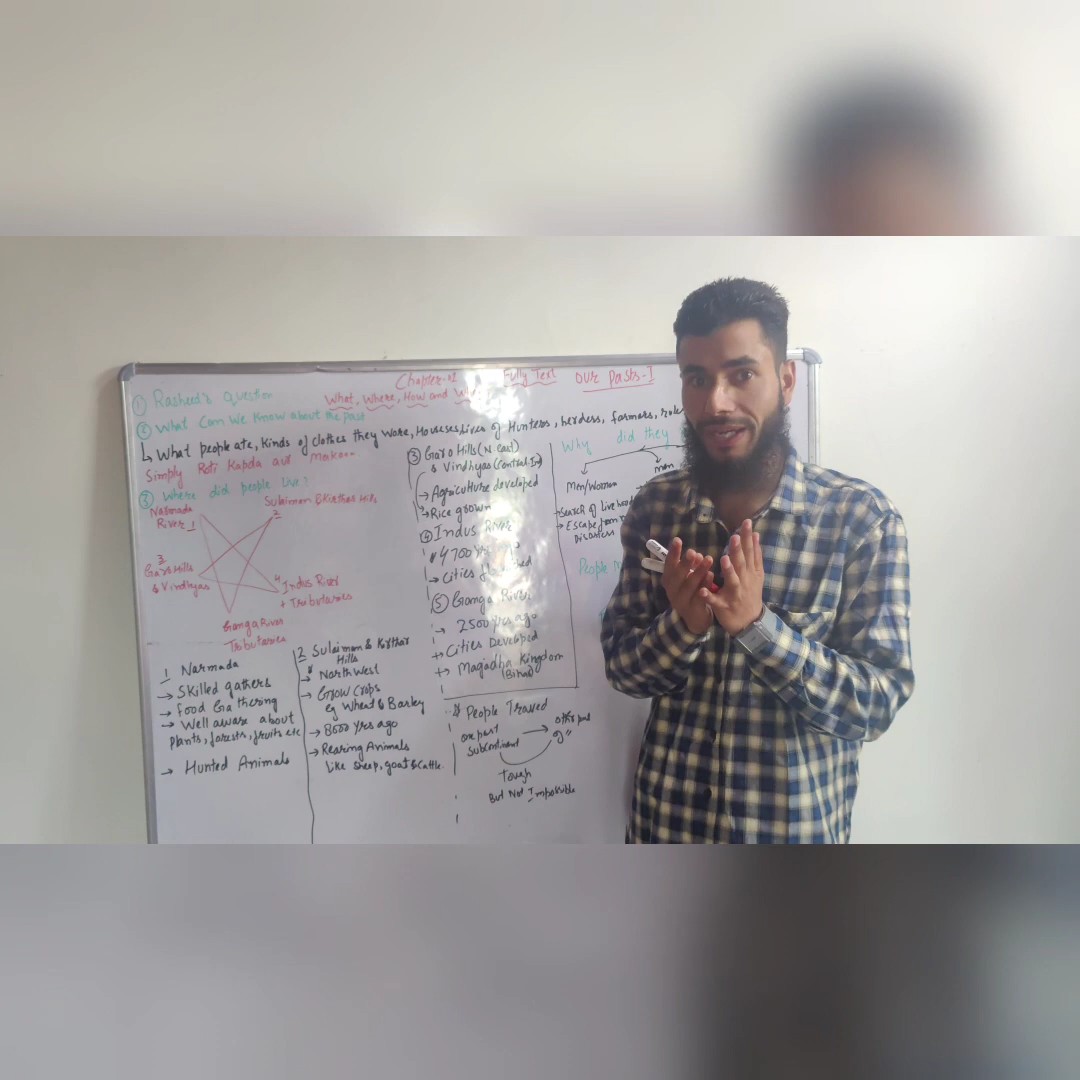 Chapter-01 Fully Text OUR Pasts-I
What, Where, How and
① Rasheed's Question
② What Can We Know about the Past
↳ What people ate, kinds of clothes they wore, Houses, Lives of Hunters, herders, farmers,
Simply Roti Kapda aur Makaan
③ Where did people Live?
Narmada
River 1
Sulaiman & Kirthar Hills
2
3
Garo Hills
& Vindhyas
4 Indus River
+ Tributaries
Ganga River
Tributaries
1 Narmada
→ Skilled gathers
→ Food Gathering
→ Well aware about
plants, forests, fruits etc
→ Hunted Animals
2 Sulaiman & Kirthar
Hills
→ North West
→ Grow Crops
eg Wheat & Barley
→ 8000 yrs ago
→ Rearing Animals
like sheep, goat & cattle.
③ Garo Hills (N. East)
& Vindhyas (Central In)
→ Agriculture developed
→ Rice grown
④ Indus River
4700 yrs
→ Cities
⑤ Ganga River
→ 2500 yrs ago
→ Cities Developed
→ Magadha Kingdom
(Bihar)
People Traved
one part
Subcontinent
→ other part
Tough
But Not Impossible
Why did they
Men/Women
men
→ Search of
→ Escape from
Disasters
People